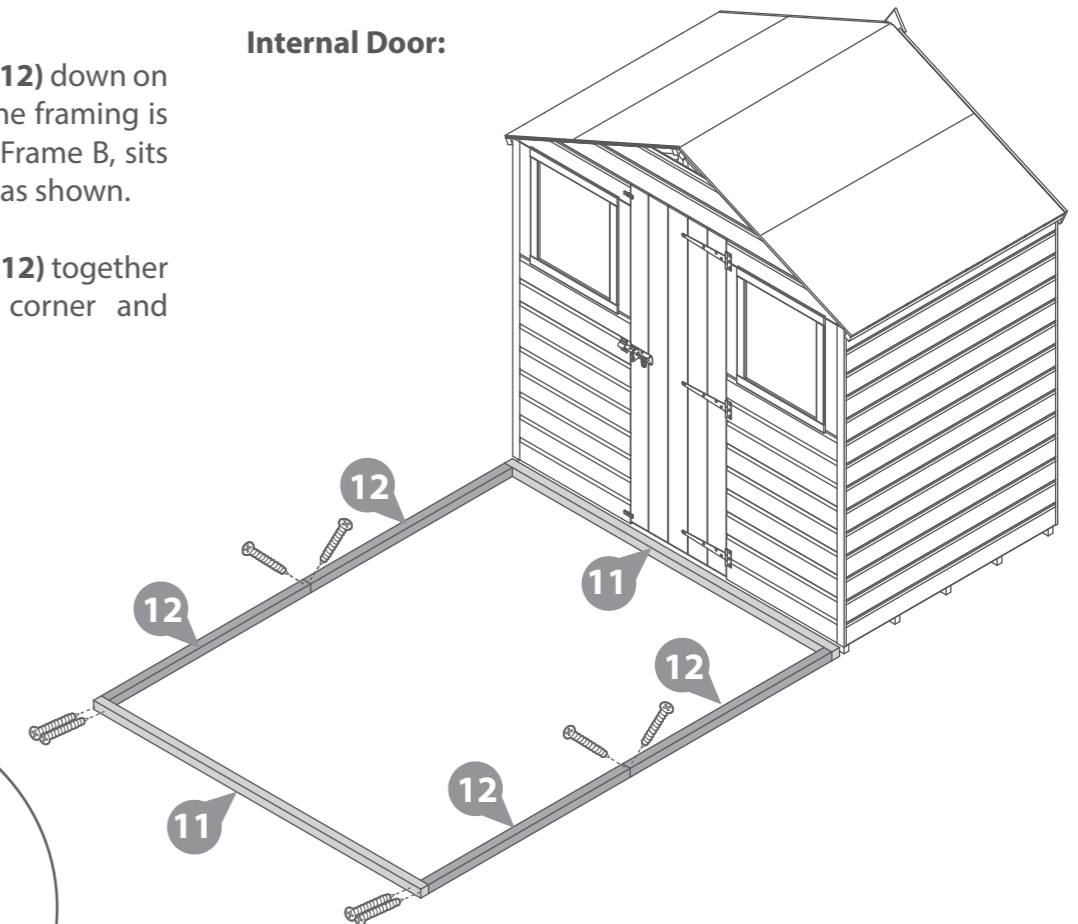 Internal Door:
12) down on
ne framing is
Frame B, sits
as shown.
12) together
corner and
12
12
11
12
12
11